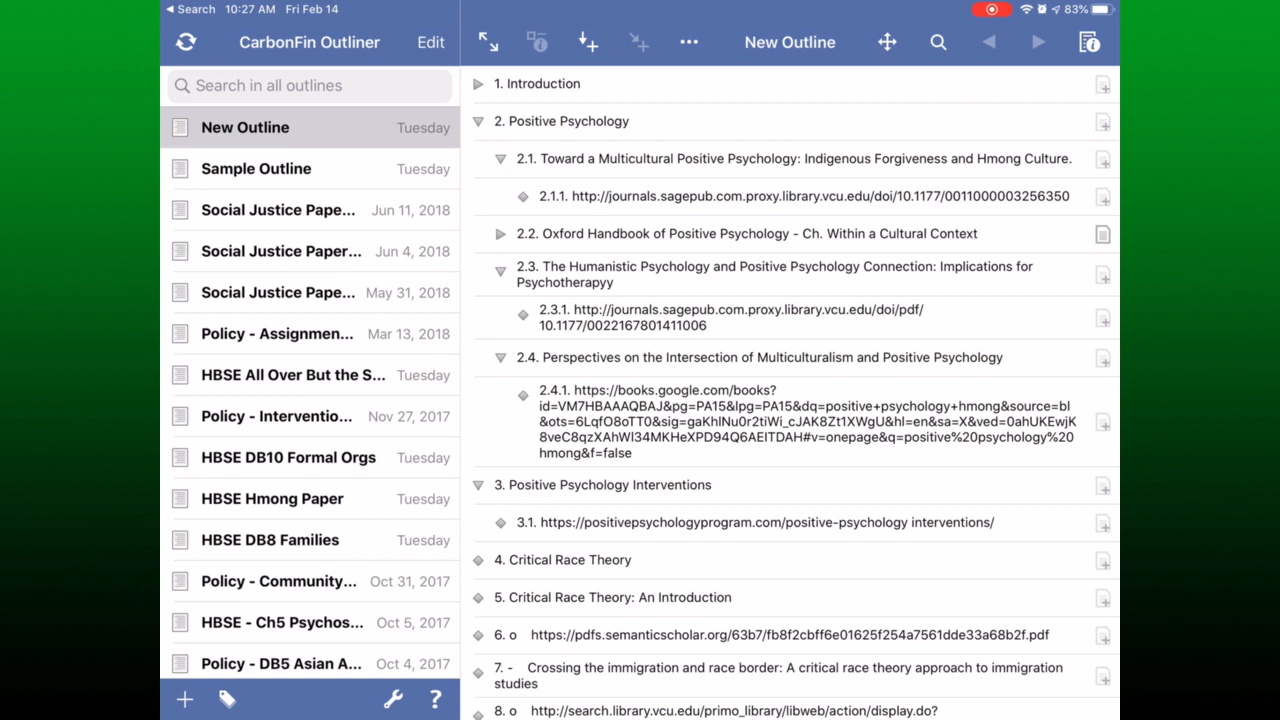 Search 10:27 AM Fri Feb 14 83%
CarbonFin Outliner Edit
Search in all outlines
New Outline Tuesday
Sample Outline Tuesday
Social Justice Pape... Jun 11, 2018
Social Justice Paper... Jun 4, 2018
Social Justice Pape... May 31, 2018
Policy - Assignmen... Mar 13, 2018
HBSE All Over But the S... Tuesday
Policy - Interventio... Nov 27, 2017
HBSE DB10 Formal Orgs Tuesday
HBSE Hmong Paper Tuesday
HBSE DB8 Families Tuesday
Policy - Community... Oct 31, 2017
HBSE - Ch5 Psychos... Oct 5, 2017
Policy - DB5 Asian A... Oct 4, 2017
New Outline
1. Introduction
2. Positive Psychology
2.1. Toward a Multicultural Positive Psychology: Indigenous Forgiveness and Hmong Culture.
2.1.1. http://journals.sagepub.com.proxy.library.vcu.edu/doi/10.1177/0011000003256350
2.2. Oxford Handbook of Positive Psychology - Ch. Within a Cultural Context
2.3. The Humanistic Psychology and Positive Psychology Connection: Implications for
Psychotherapyy
2.3.1. http://journals.sagepub.com.proxy.library.vcu.edu/doi/pdf/
10.1177/0022167801411006
2.4. Perspectives on the Intersection of Multiculturalism and Positive Psychology
2.4.1. https://books.google.com/books?
id=VM7HBAAAQBAJ&pg=PA15&lpg=PA15&dq=positive+psychology+hmong&source=bl
&ots=6LqfO8oTT0&sig=gaKhlNu0r2tiWi_cJAK8Zt1XWgU&hl=en&sa=X&ved=0ahUKEwjK
8veC8qzXAhWI34MKHeXPD94Q6AEITDAH#v=onepage&q=positive%20psychology%20
hmong&f=false
3. Positive Psychology Interventions
3.1. https://positivepsychologyprogram.com/positive-psychology interventions/
4. Critical Race Theory
5. Critical Race Theory: An Introduction
6. o https://pdfs.semanticscholar.org/63b7/fb8f2cbff6e01625f254a7561dde33a68b2f.pdf
7. - Crossing the immigration and race border: A critical race theory approach to immigration
studies
8. o http://search.library.vcu.edu/primo_library/libweb/action/display.do?